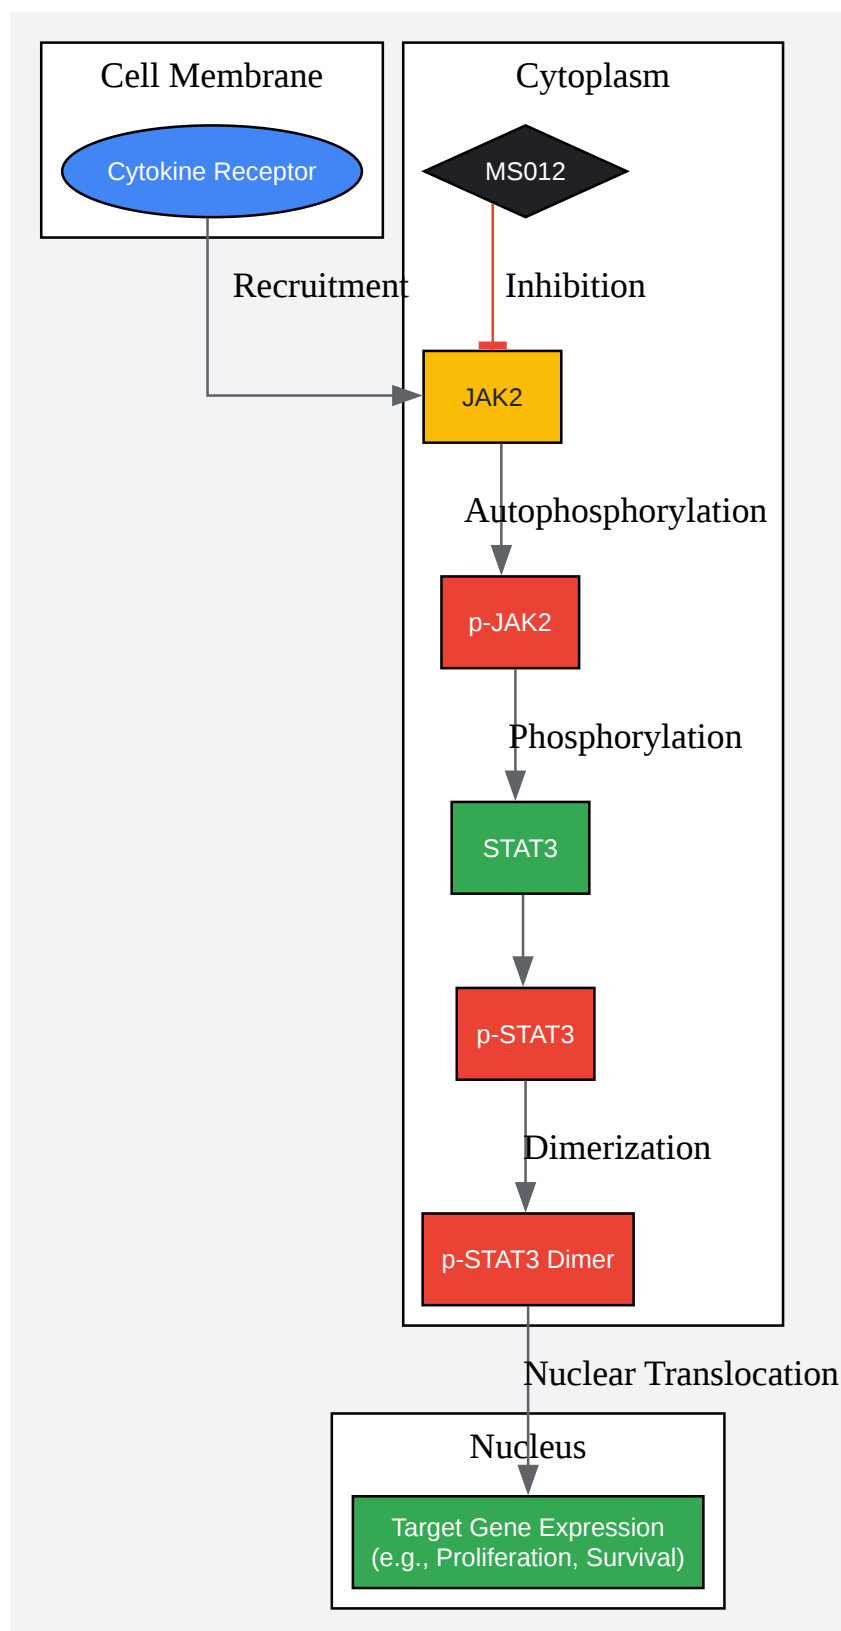 Cell Membrane
Cytoplasm
Cytokine Receptor
MS012
Recruitment
Inhibition
JAK2
Autophosphorylation
p-JAK2
Phosphorylation
STAT3
p-STAT3
Dimerization
p-STAT3 Dimer
Nuclear Translocation
Nucleus
Target Gene Expression
(e.g., Proliferation, Survival)